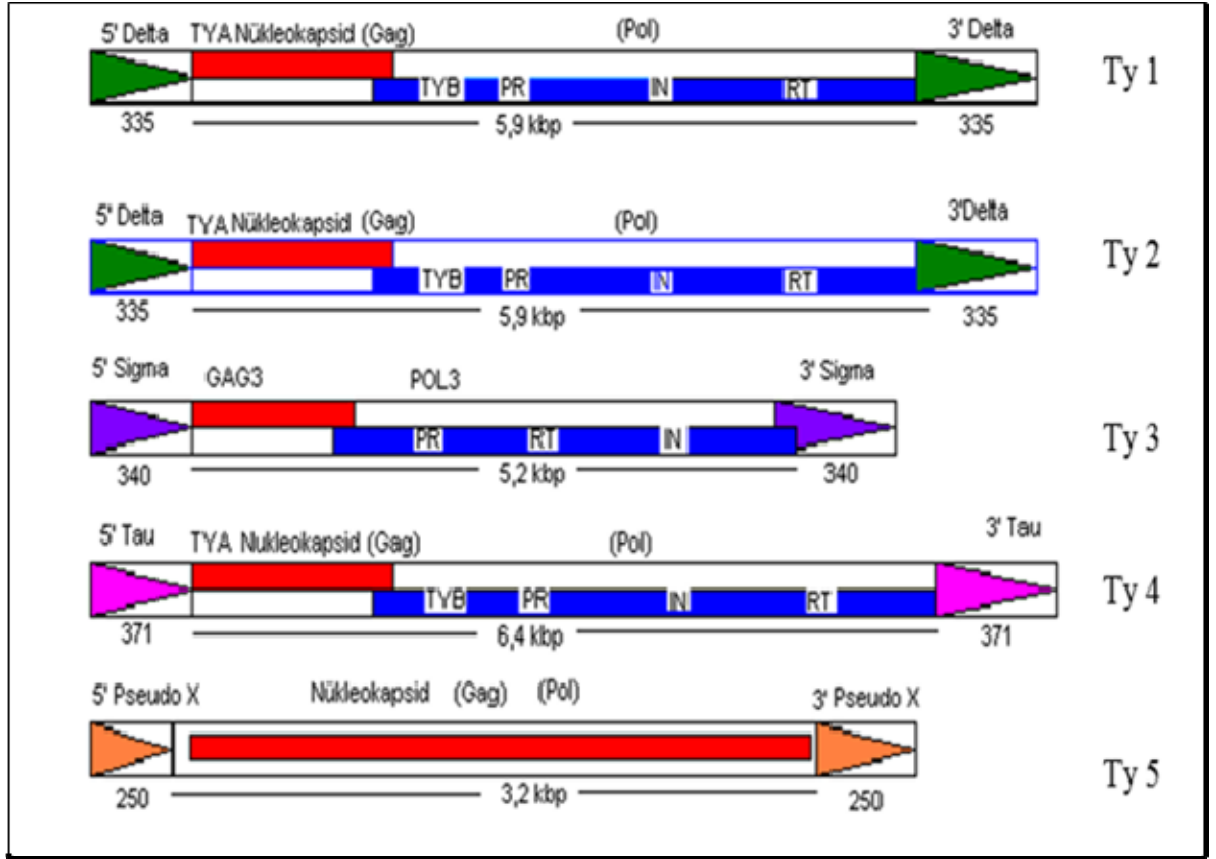 5' Delta TYA Nükleokapsid (Gag) (Pol) 3' Delta
Ty 1
TYB PR IN RT
335 5,9 kbp 335
5' Delta TYA Nükleokapsid (Gag) (Pol) 3'Delta
Ty 2
TYB PR IN RT
335 5,9 kbp 335
5' Sigma GAG3 POL3 3' Sigma
Ty 3
PR RT IN
340 5,2 kbp 340
5' Tau TYA Nukleokapsid (Gag) (Pol) 3' Tau
Ty 4
TYB PR IN RT
371 6,4 kbp 371
5' Pseudo X Nükleokapsid (Gag) (Pol) 3' Pseudo X
Ty 5
250 3,2 kbp 250